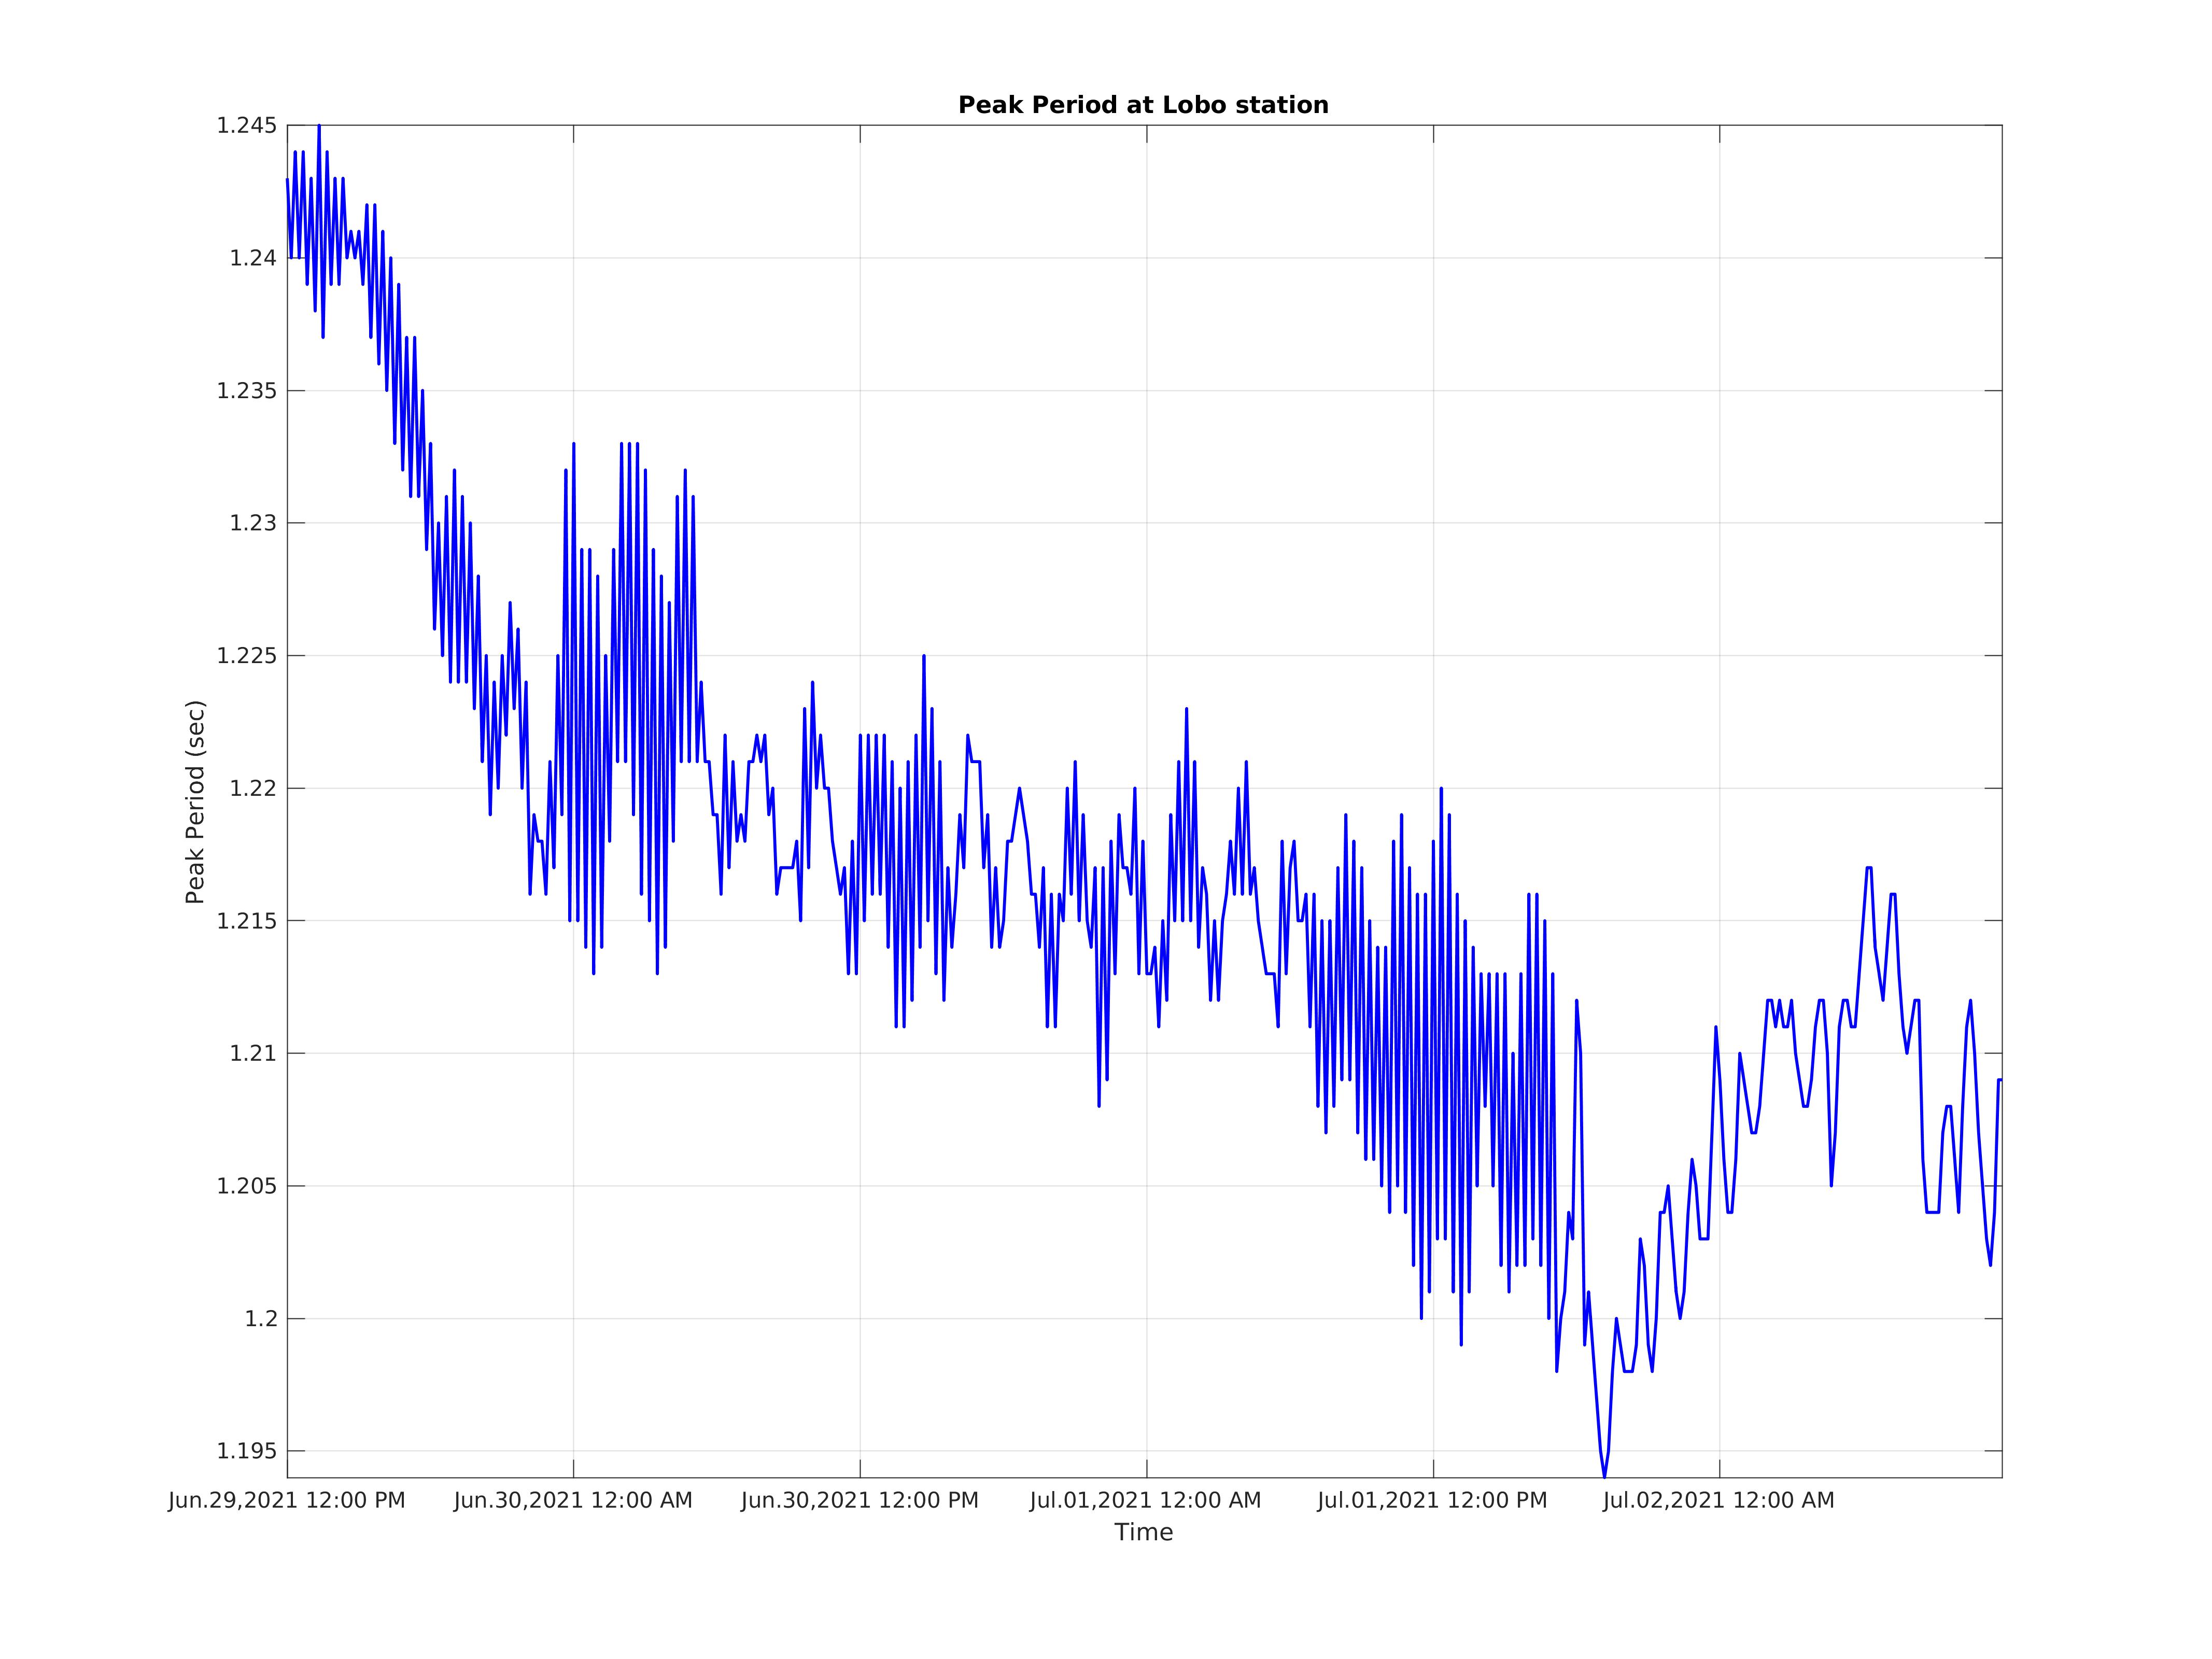 Peak Period at Lobo station
1.245
1.24
1.235
1.23
1.225
1.22
1.215
1.21
1.205
1.2
1.195
Peak Period (sec)
Jun.29,2021 12:00 PM
Jun.30,2021 12:00 AM
Jun.30,2021 12:00 PM
Jul.01,2021 12:00 AM
Jul.01,2021 12:00 PM
Jul.02,2021 12:00 AM
Time